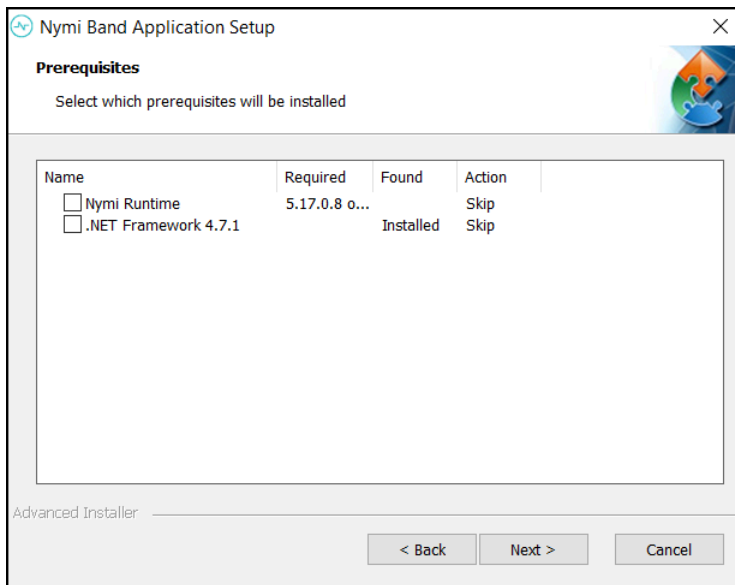 Nymi Band Application Setup
Prerequisites
Select which prerequisites will be installed
Name Required Found Action
Nymi Runtime 5.17.0.8 o... Skip
.NET Framework 4.7.1 Installed Skip
Advanced Installer
< Back Next > Cancel